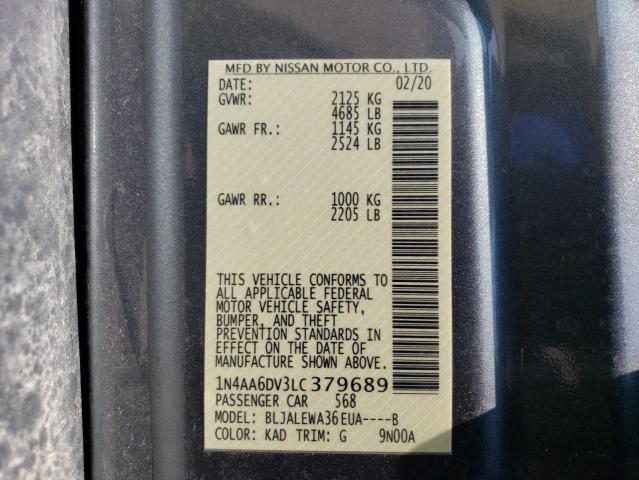 MFD BY NISSAN MOTOR CO., LTD.
DATE: 02/20
GVWR: 2125 KG
4685 LB
GAWR FR.: 1145 KG
2524 LB
GAWR RR.: 1000 KG
2205 LB
THIS VEHICLE CONFORMS TO
ALL APPLICABLE FEDERAL
MOTOR VEHICLE SAFETY,
BUMPER, AND THEFT
PREVENTION STANDARDS IN
EFFECT ON THE DATE OF
MANUFACTURE SHOWN ABOVE.
1N4AA6DV3LC379689
PASSENGER CAR 568
MODEL: BLJALEWA36EUA----B
COLOR: KAD TRIM: G 9N00A